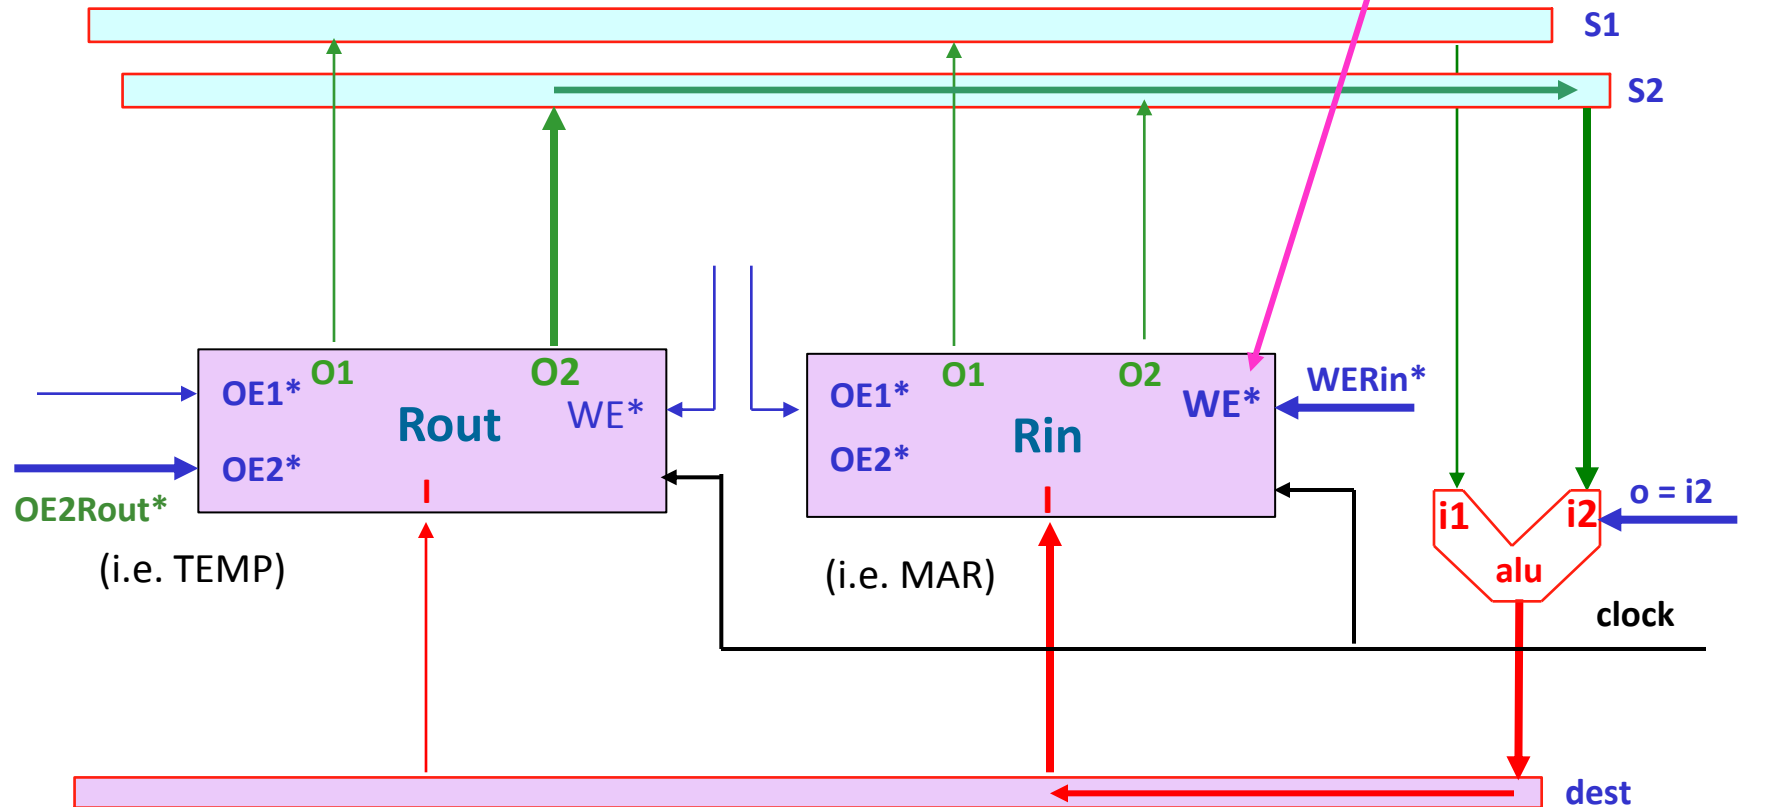 S1
S2
O1
O2
OE1*
WE*
Rout
OE2*
I
OE2Rout*
(i.e. TEMP)
O1
O2
OE1*
WE*
WERin*
Rin
OE2*
I
(i.e. MAR)
i1
i2
o = i2
alu
clock
dest